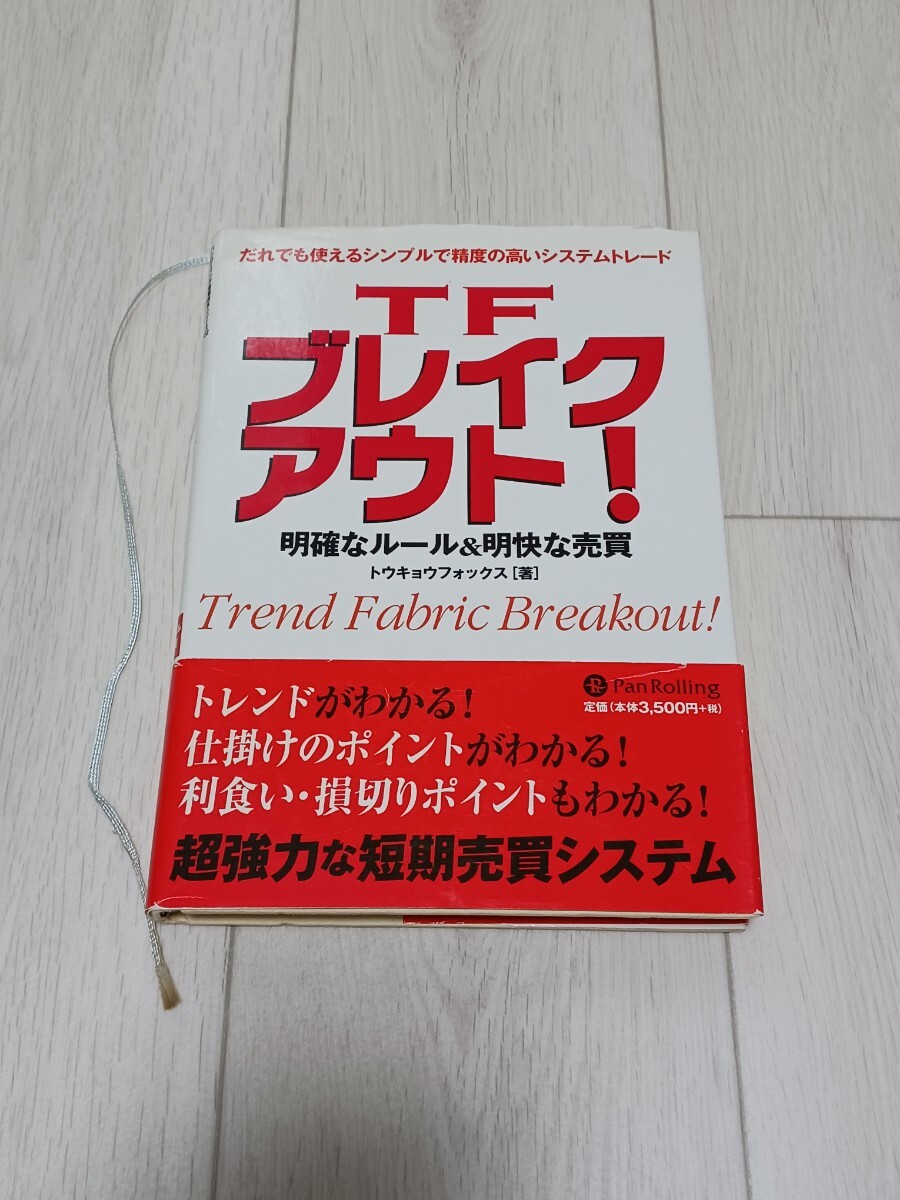 だれでも使えるシンプルで精度の高いシステムトレード
TF
ブレイク
アウト!
明確なルール&明快な売買
トウキョウフォックス[著]
Trend Fabric Breakout!
PanRolling
定価(本体3,500円+税)
トレンドがわかる!
仕掛けのポイントがわかる!
利食い・損切りポイントもわかる!
超強力な短期売買システム